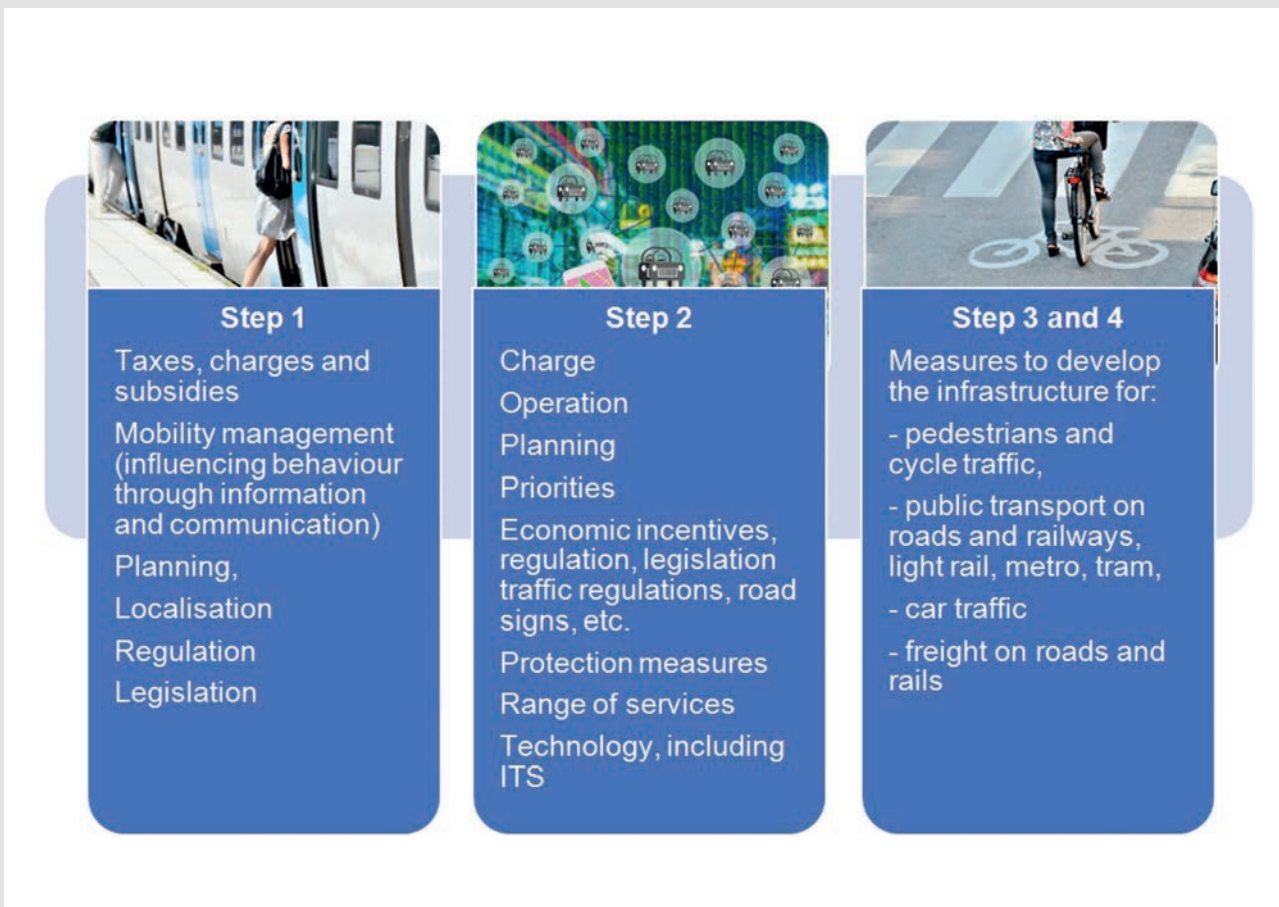 Step 1
Taxes, charges and
subsidies
Mobility management
(influencing behaviour
through information
and communication)
Planning,
Localisation
Regulation
Legislation
Step 2
Charge
Operation
Planning
Priorities
Economic incentives,
regulation, legislation
traffic regulations, road
signs, etc.
Protection measures
Range of services
Technology, including
ITS
Step 3 and 4
Measures to develop
the infrastructure for:
- pedestrians and
cycle traffic,
- public transport on
roads and railways,
light rail, metro, tram,
- car traffic
- freight on roads and
rails